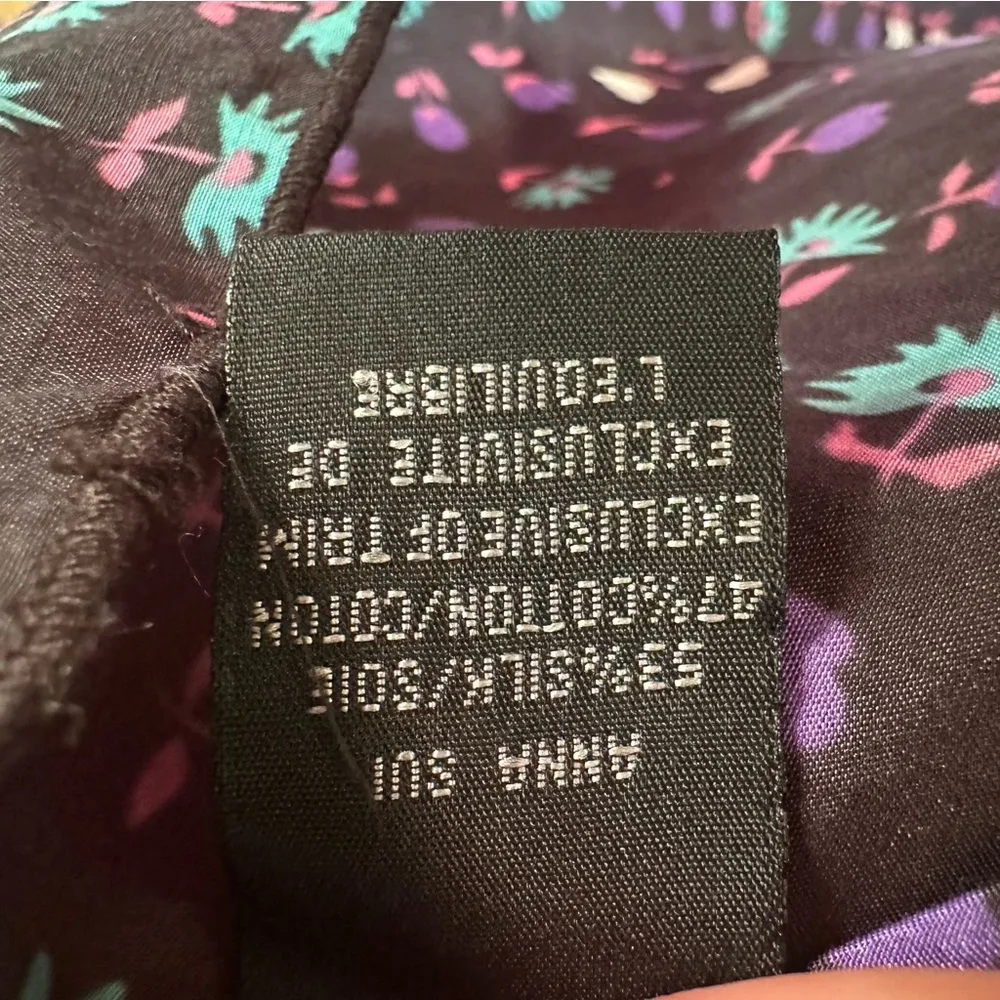 ANNA SUI
53%SILK/SOIE
47%COTTON/COTON
EXCLUSIVE OF TRIM
EXCLUSIVITE DE
L'EQUILIBRE